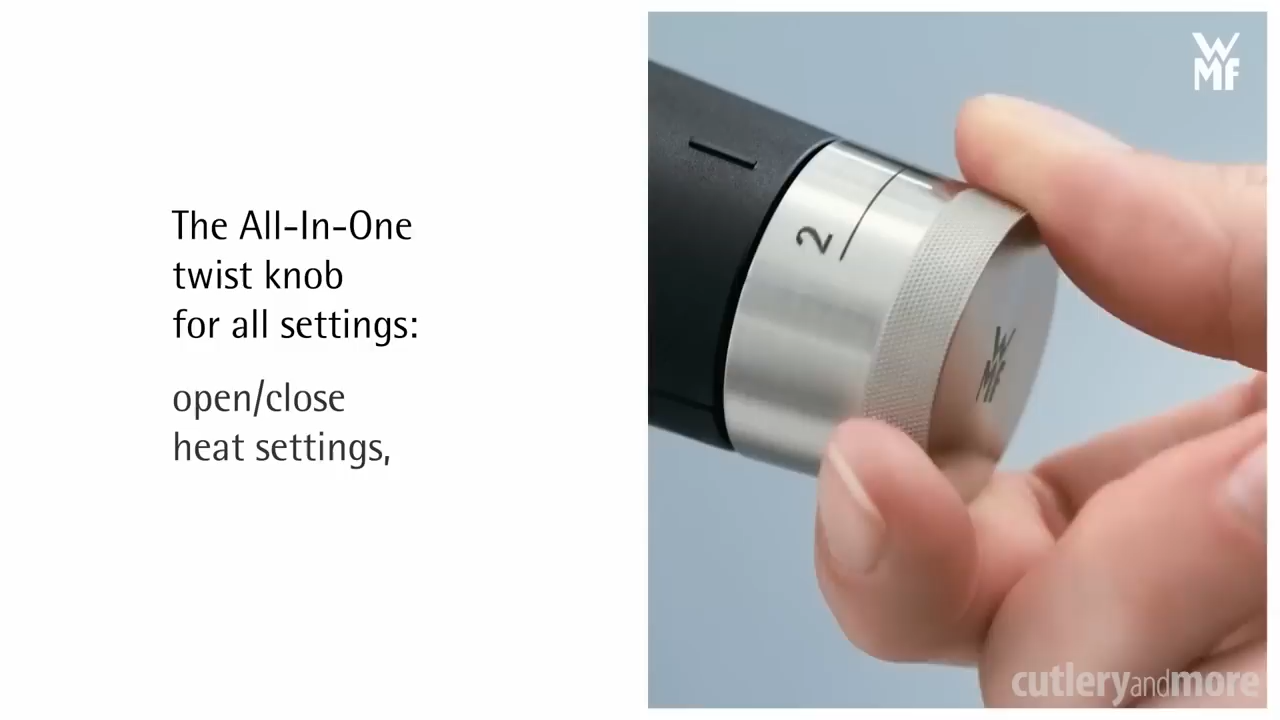 The All-In-One
twist knob
for all settings:
open/close
heat settings,
WMF
2
WMF
cutleryandmore